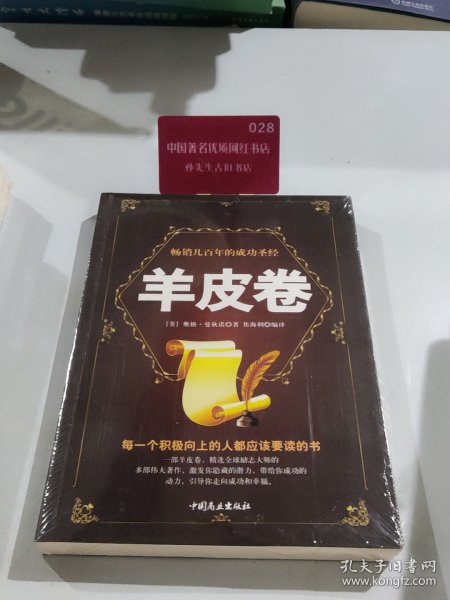 028
中国著名优质网红书店
孙先生古旧书店
畅销几百年的成功圣经
羊皮卷
［美］奥格·曼狄诺◎著 焦海利◎编译
每一个积极向上的人都应该要读的书
一部羊皮卷，精选全球励志大师的
多部伟大著作，激发你隐藏的潜力，带给你成功的
动力，引导你走向成功和幸福。
中国商业出版社
孔夫子旧书网
www.kongfz.com